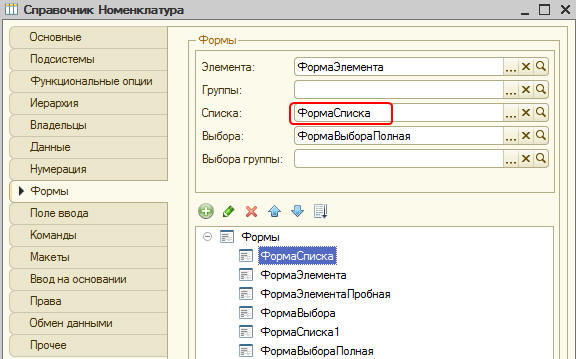 Справочник Номенклатура
Основные
Подсистемы
Функциональные опции
Иерархия
Владельцы
Данные
Нумерация
Формы
Поле ввода
Команды
Макеты
Ввод на основании
Права
Обмен данными
Прочее
Формы
Элемента: ФормаЭлемента
Группы:
Списка: ФормаСписка
Выбора: ФормаВыбораПолная
Выбора группы:
Формы
ФормаСписка
ФормаЭлемента
ФормаЭлементаПробная
ФормаВыбора
ФормаСписка1
ФормаВыбораПолная